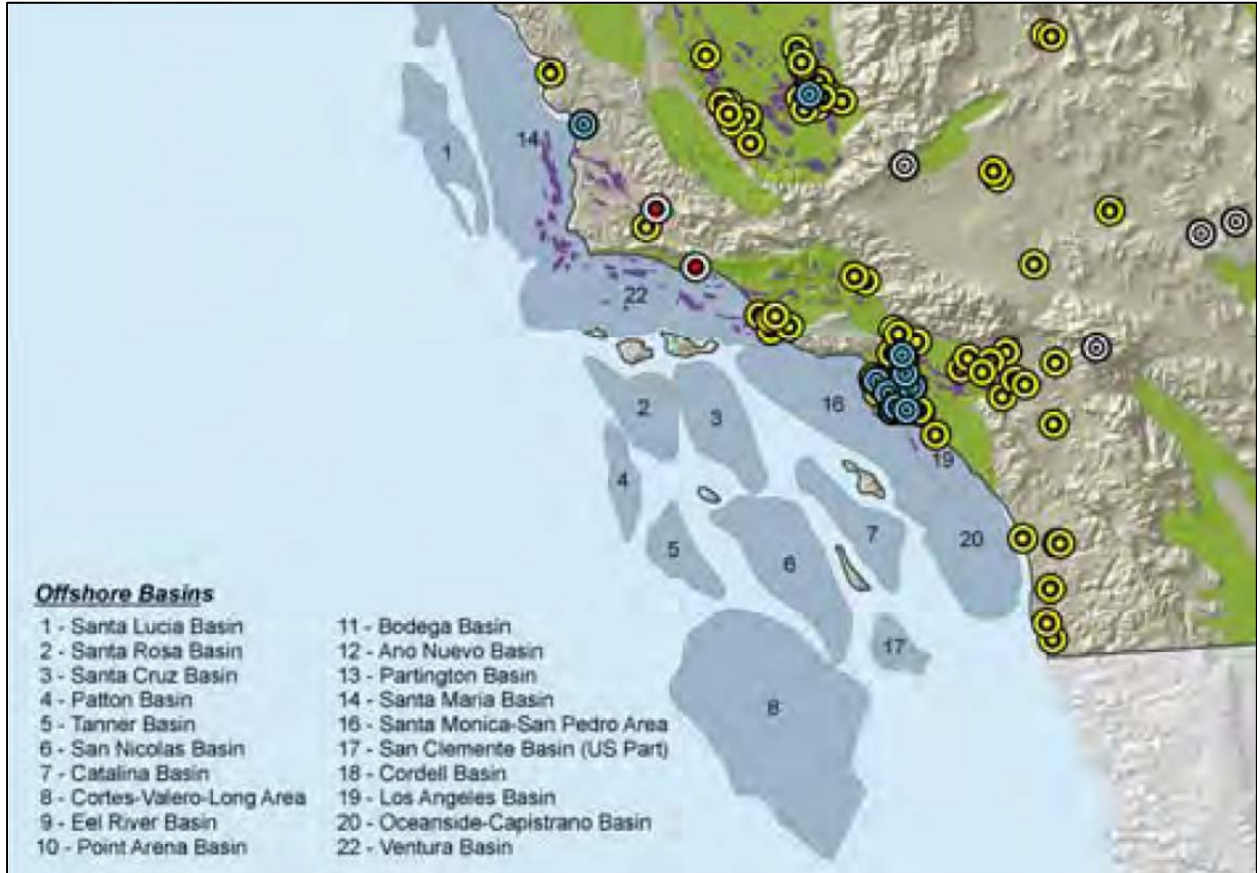 1
14
22
2
3
16
4
19
5
7
6
20
17
8
Offshore Basins
1 - Santa Lucia Basin
2 - Santa Rosa Basin
3 - Santa Cruz Basin
4 - Patton Basin
5 - Tanner Basin
6 - San Nicolas Basin
7 - Catalina Basin
8 - Cortes-Valero-Long Area
9 - Eel River Basin
10 - Point Arena Basin
11 - Bodega Basin
12 - Ano Nuevo Basin
13 - Partington Basin
14 - Santa Maria Basin
16 - Santa Monica-San Pedro Area
17 - San Clemente Basin (US Part)
18 - Cordell Basin
19 - Los Angeles Basin
20 - Oceanside-Capistrano Basin
22 - Ventura Basin